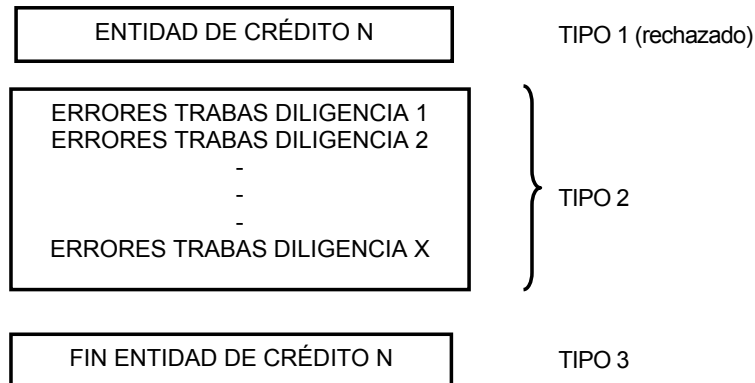 ENTIDAD DE CRÉDITO N
TIPO 1 (rechazado)
ERRORES TRABAS DILIGENCIA 1
ERRORES TRABAS DILIGENCIA 2
-
-
-
ERRORES TRABAS DILIGENCIA X
TIPO 2
FIN ENTIDAD DE CRÉDITO N
TIPO 3